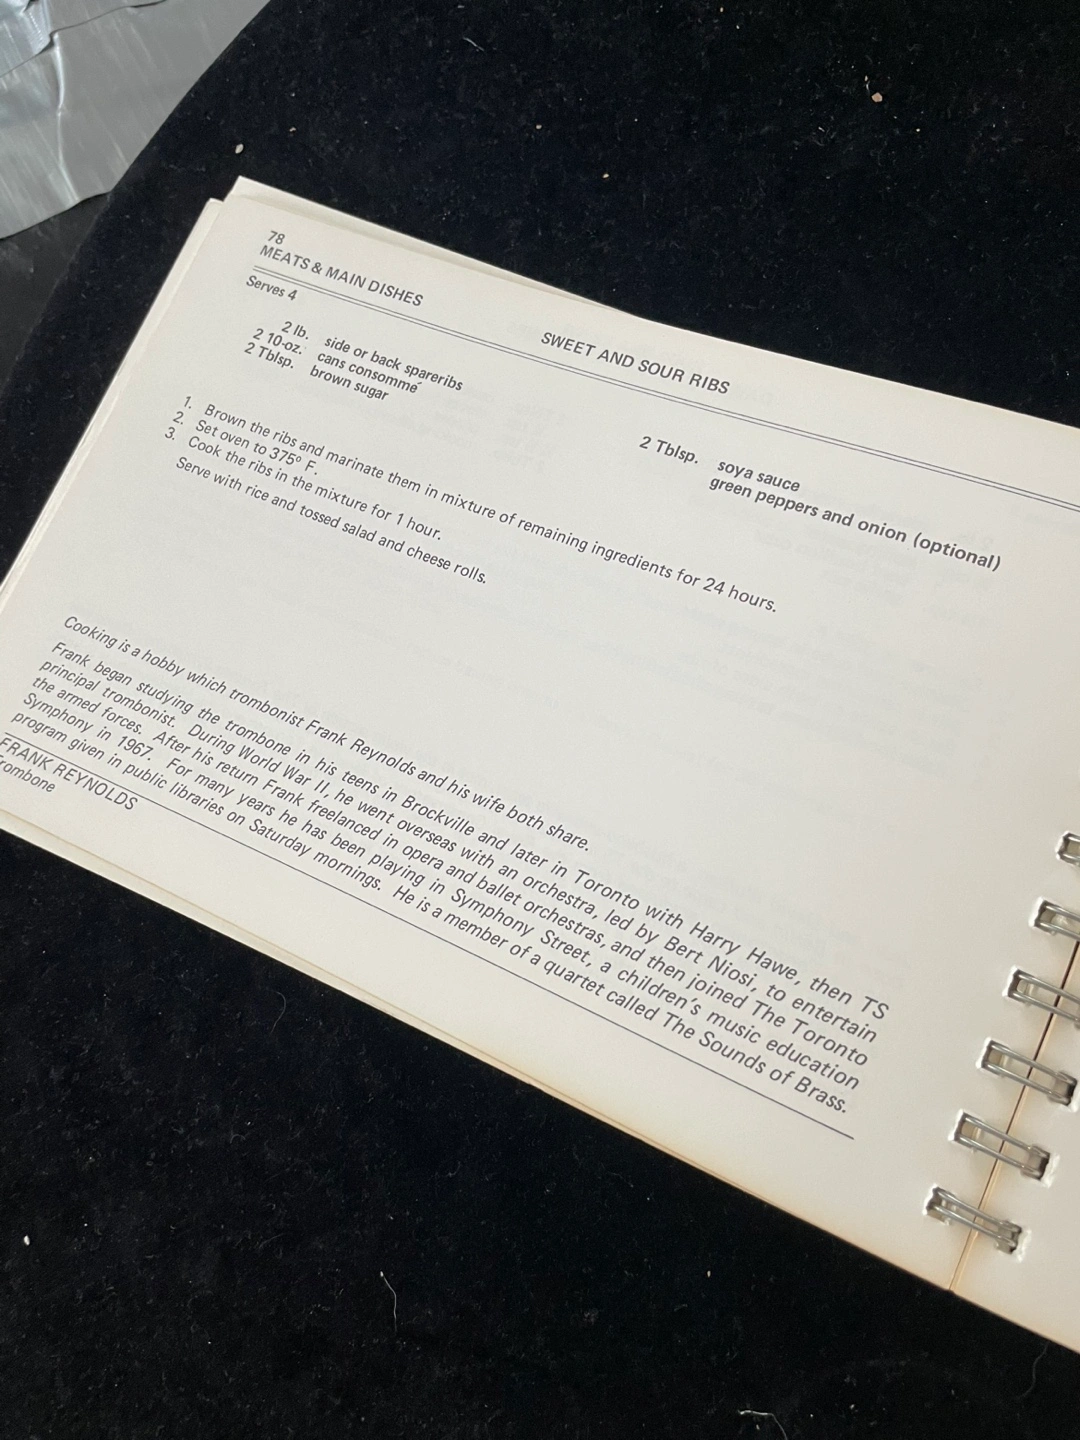 78
MEATS & MAIN DISHES
SWEET AND SOUR RIBS
Serves 4
2 lb. side or back spareribs
2 10-oz. cans consommé
2 Tblsp. brown sugar
2 Tblsp. soya sauce
green peppers and onion (optional)
1. Brown the ribs and marinate them in mixture of remaining ingredients for 24 hours.
2. Set oven to 375° F.
3. Cook the ribs in the mixture for 1 hour.
Serve with rice and tossed salad and cheese rolls.
Cooking is a hobby which trombonist Frank Reynolds and his wife both share.
Frank began studying the trombone in his teens in Brockville and later in Toronto with Harry Hawe, then TS
principal trombonist. During World War II, he went overseas with an orchestra, led by Bert Niosi, to entertain
the armed forces. After his return Frank freelanced in opera and ballet orchestras, and then joined The Toronto
Symphony in 1967. For many years he has been playing in Symphony Street, a children's music education
program given in public libraries on Saturday mornings. He is a member of a quartet called The Sounds of Brass.
FRANK REYNOLDS
Trombone